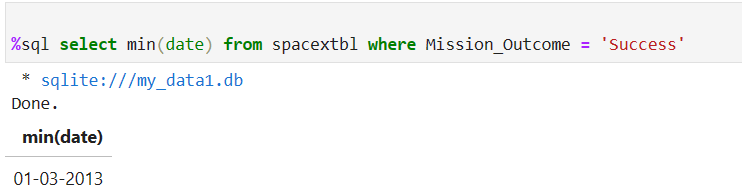 %sql select min(date) from spacextbl where Mission_Outcome = 'Success'
* sqlite:///my_data1.db
Done.
min(date)
01-03-2013